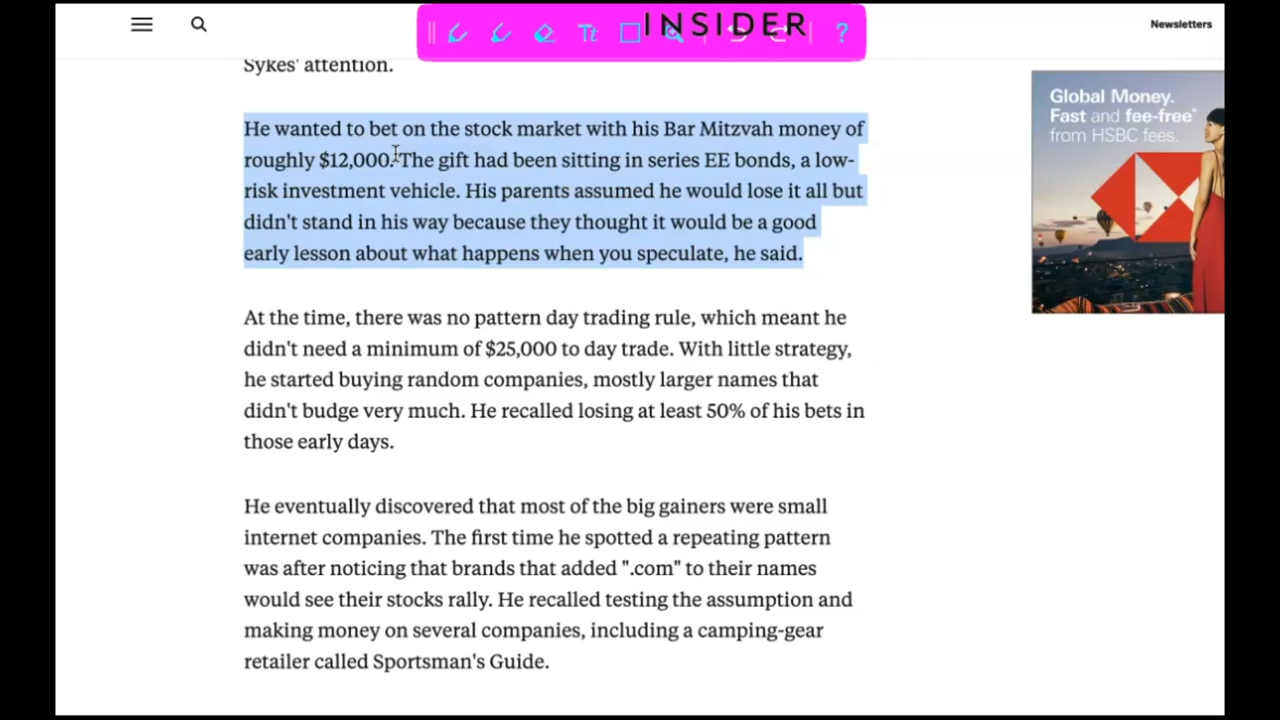 INSIDER
Tt
?
Newsletters
Sykes' attention.
He wanted to bet on the stock market with his Bar Mitzvah money of
roughly $12,000. The gift had been sitting in series EE bonds, a low-
risk investment vehicle. His parents assumed he would lose it all but
didn't stand in his way because they thought it would be a good
early lesson about what happens when you speculate, he said.
At the time, there was no pattern day trading rule, which meant he
didn't need a minimum of $25,000 to day trade. With little strategy,
he started buying random companies, mostly larger names that
didn't budge very much. He recalled losing at least 50% of his bets in
those early days.
He eventually discovered that most of the big gainers were small
internet companies. The first time he spotted a repeating pattern
was after noticing that brands that added ".com" to their names
would see their stocks rally. He recalled testing the assumption and
making money on several companies, including a camping-gear
retailer called Sportsman's Guide.
Global Money.
Fast and fee-free*
from HSBC fees.